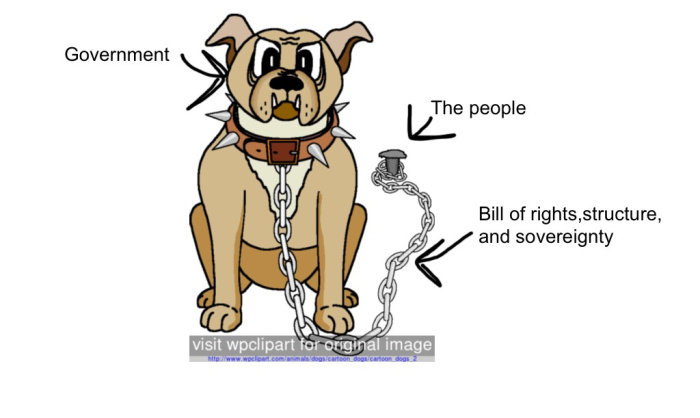 Government
The people
Bill of rights,structure,
and sovereignty
visit wpclipart for original image
http://www.wpclipart.com/animals/dogs/cartoon_dogs/cartoon_dogs_2